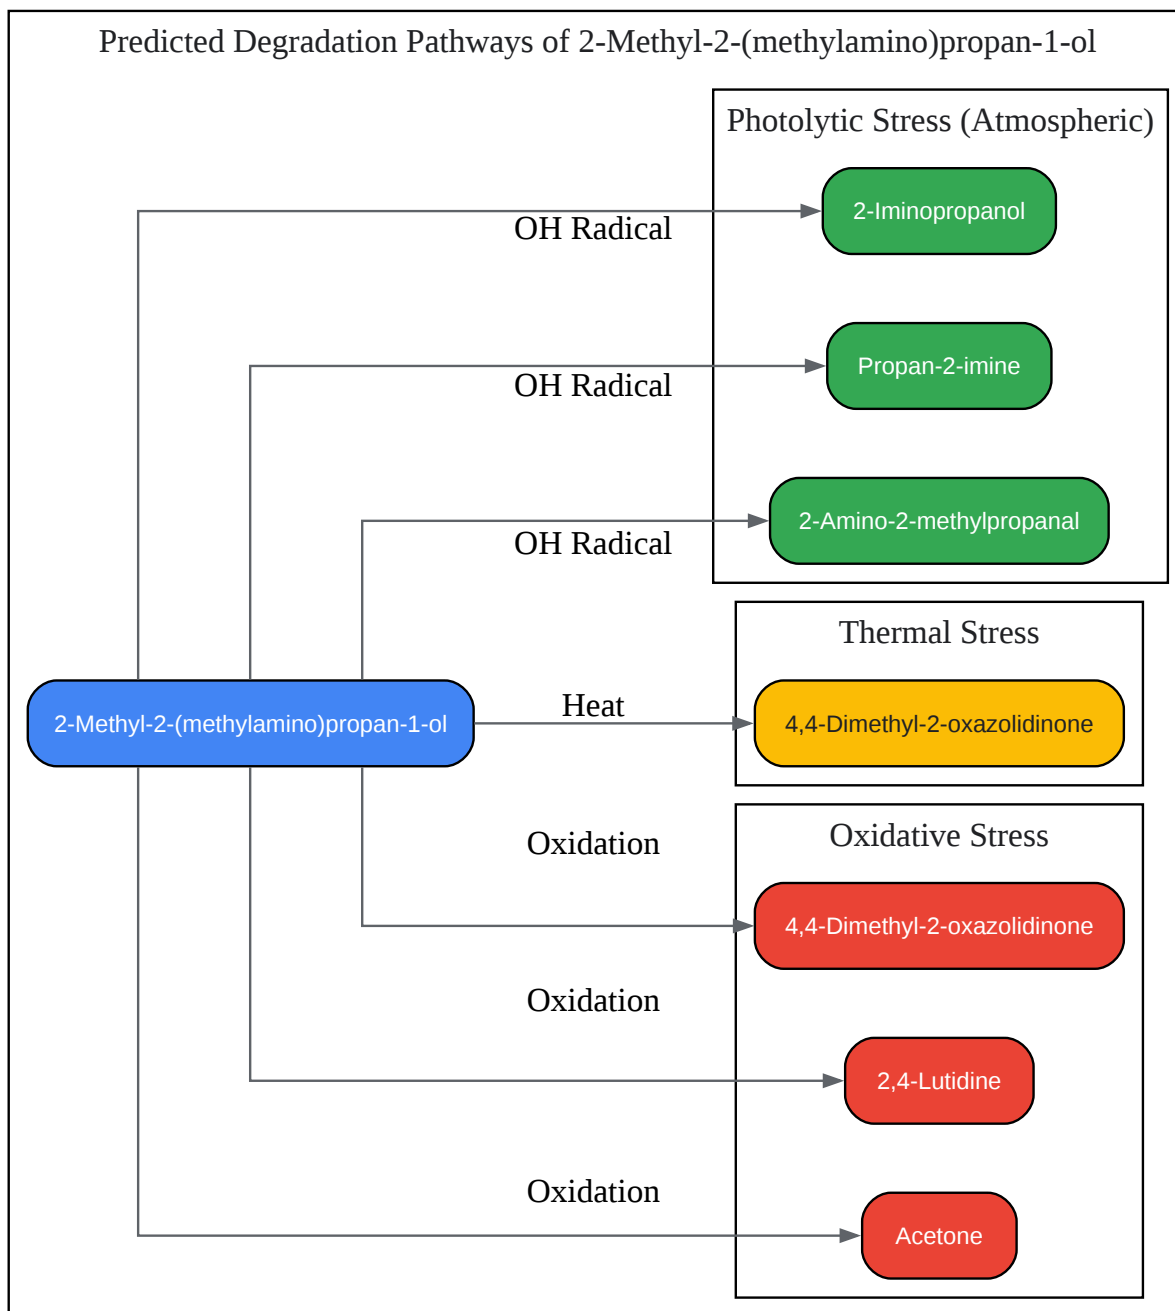 Predicted Degradation Pathways of 2-Methyl-2-(methylamino)propan-1-ol
Photolytic Stress (Atmospheric)
2-Iminopropanol
OH Radical
Propan-2-imine
OH Radical
2-Amino-2-methylpropanal
OH Radical
Thermal Stress
2-Methyl-2-(methylamino)propan-1-ol
Heat
4,4-Dimethyl-2-oxazolidinone
Oxidative Stress
Oxidation
4,4-Dimethyl-2-oxazolidinone
Oxidation
2,4-Lutidine
Oxidation
Acetone